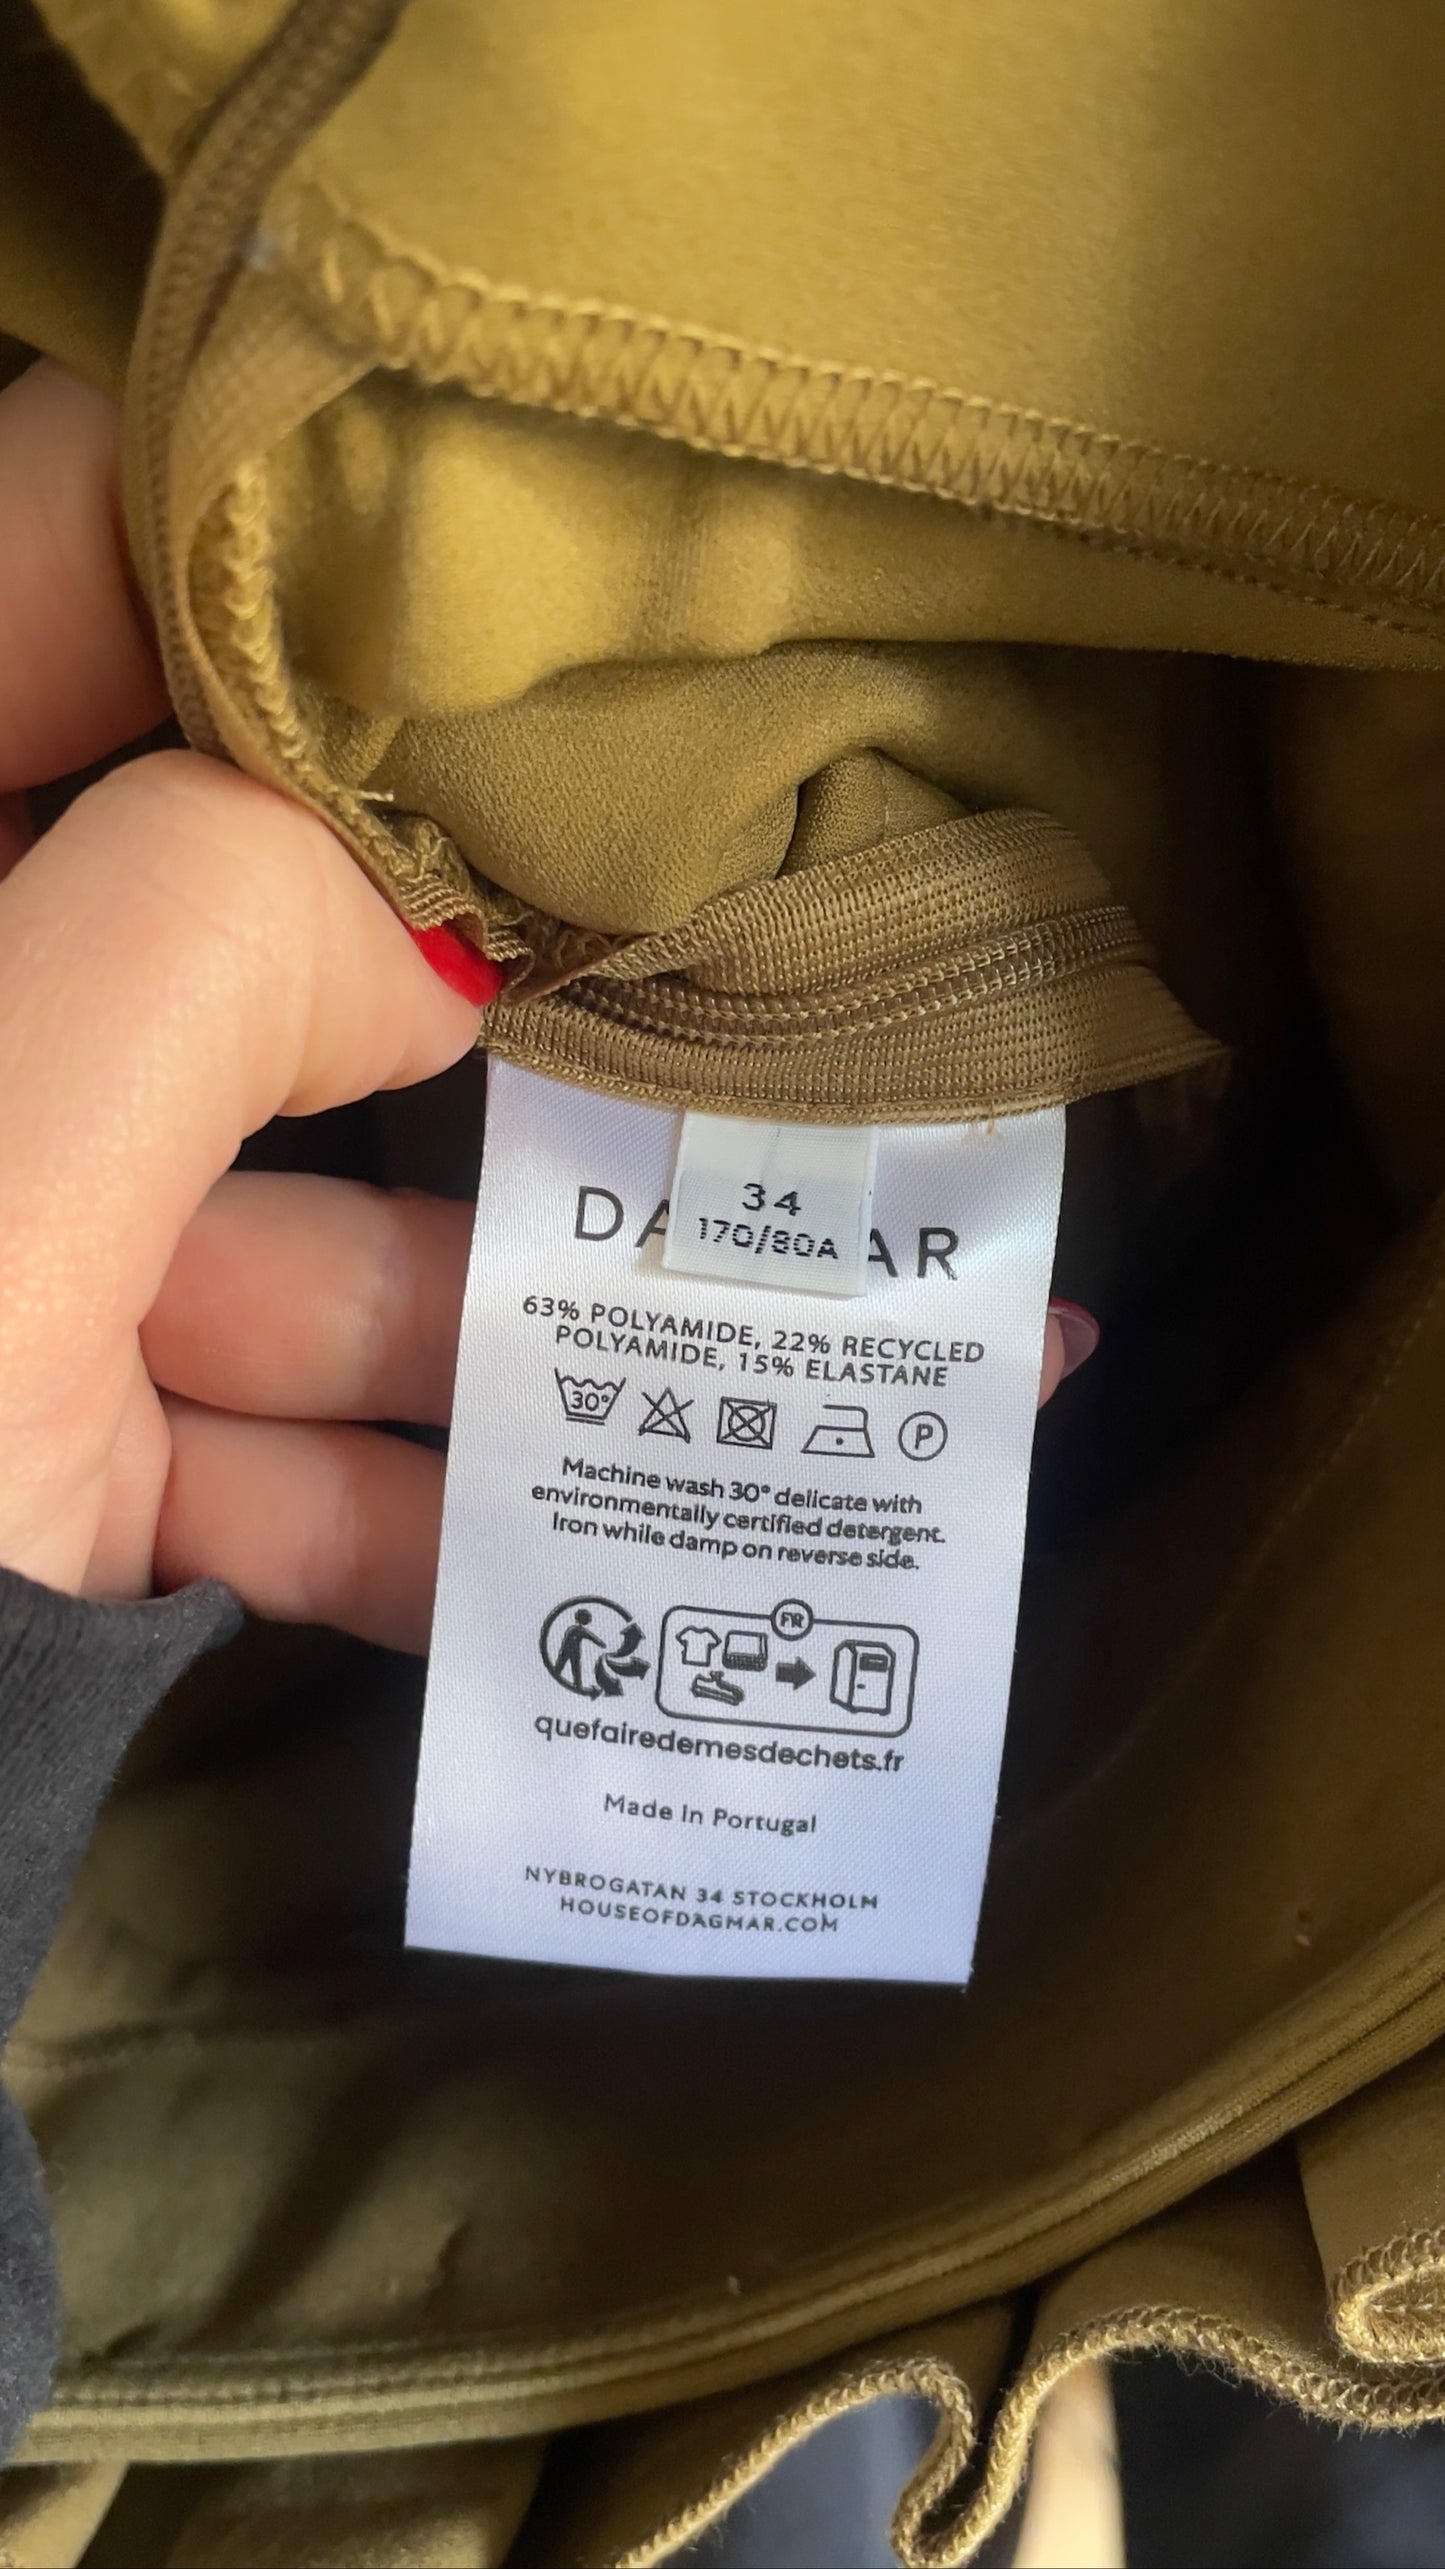 34
170/80A
DA AR
63% POLYAMIDE, 22% RECYCLED
POLYAMIDE, 15% ELASTANE
30°
P
Machine wash 30° delicate with
environmentally certified detergent.
Iron while damp on reverse side.
FR
quefairedemesdechets.fr
Made In Portugal
NYBROGATAN 34 STOCKHOLM
HOUSEOFDAGMAR.COM